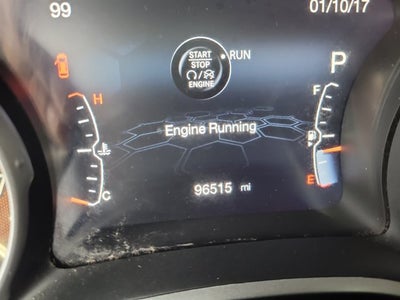 99
01/10/17
START
STOP
ENGINE
RUN
P
H
F
Engine Running
C
E
96515 mi